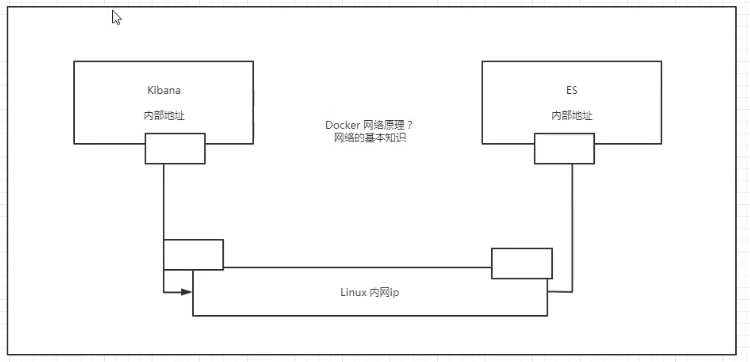 Kibana
内部地址
Docker 网络原理？
网络的基本知识
ES
内部地址
Linux 内网ip